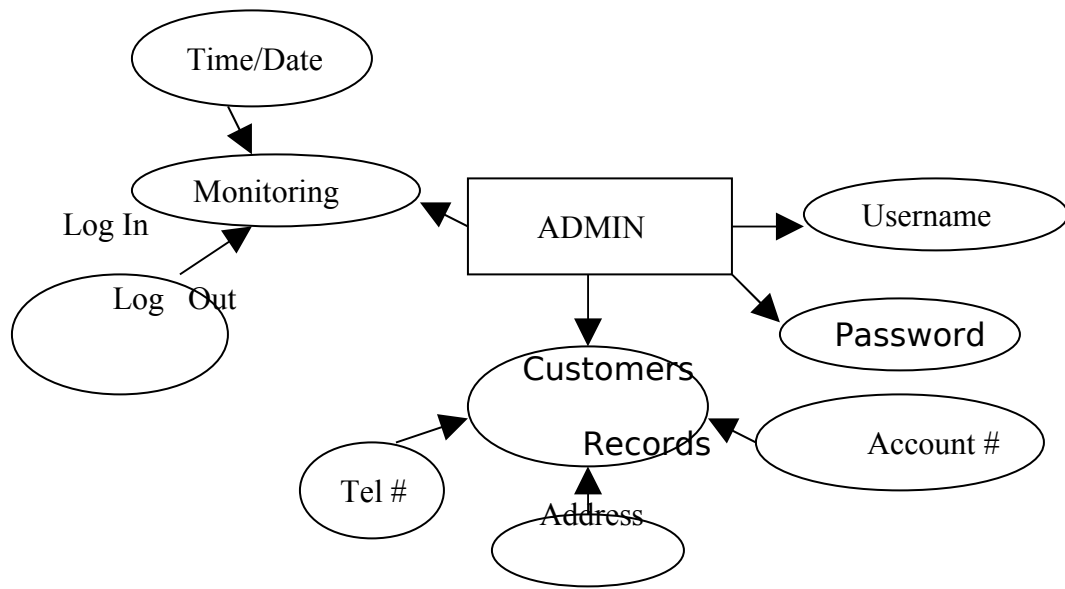 Time/Date
Monitoring
Log In
Log Out
ADMIN
Username
Password
Customers
Records
Account #
Tel #
Address